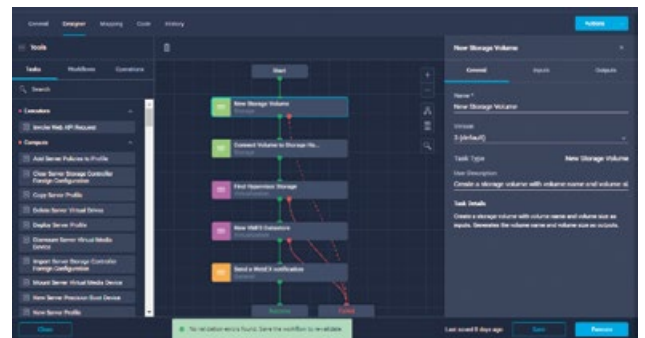 General Designer Mapping Code History
Actions
Tools
Tasks Workflows Operations
Search
Executors
Invoke Web API Request
Compute
Add Server Policies to Profile
Clear Server Storage Controller
Foreign Configuration
Copy Server Profile
Delete Server Virtual Drives
Deploy Server Profile
Server Virtual Media
Device
Import Server Storage Controller
Foreign Configuration
Mount Server Virtual Media Device
New Server Precision Boot Device
New Server Profile
Close
Start
New Storage Volume
Storage
Connect Volume to Storage Ho...
Storage
Find Hypervisor Storage
Virtualization
New VMFS Datastore
Virtualization
Send a WebEX notification
General
Success Failed
No validation errors found. Save the workflow to re-validate
New Storage Volume
General Inputs Outputs
Name *
New Storage Volume
Version
3 (default)
Task Type New Storage Volume
User Description
Create a storage volume with volume name and volume si
Task Details
Create a storage volume with volume name and volume size as
inputs. Generates the volume name and volume size as outputs.
Last saved 9 days ago Save